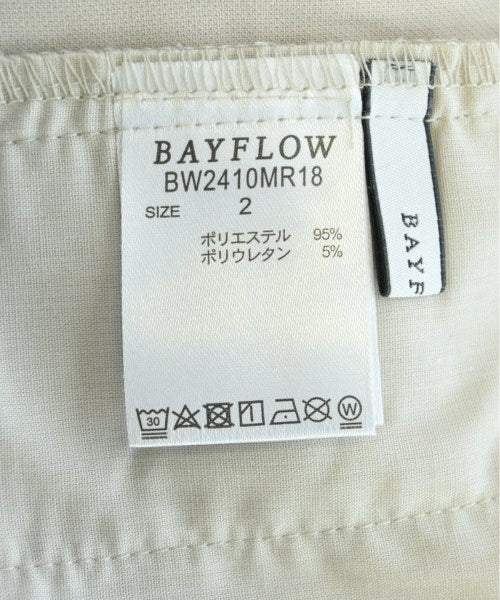 BAYFLOW
BW2410MR18
SIZE 2
ポリエステル 95%
ポリウレタン 5%
30 W
BAYF